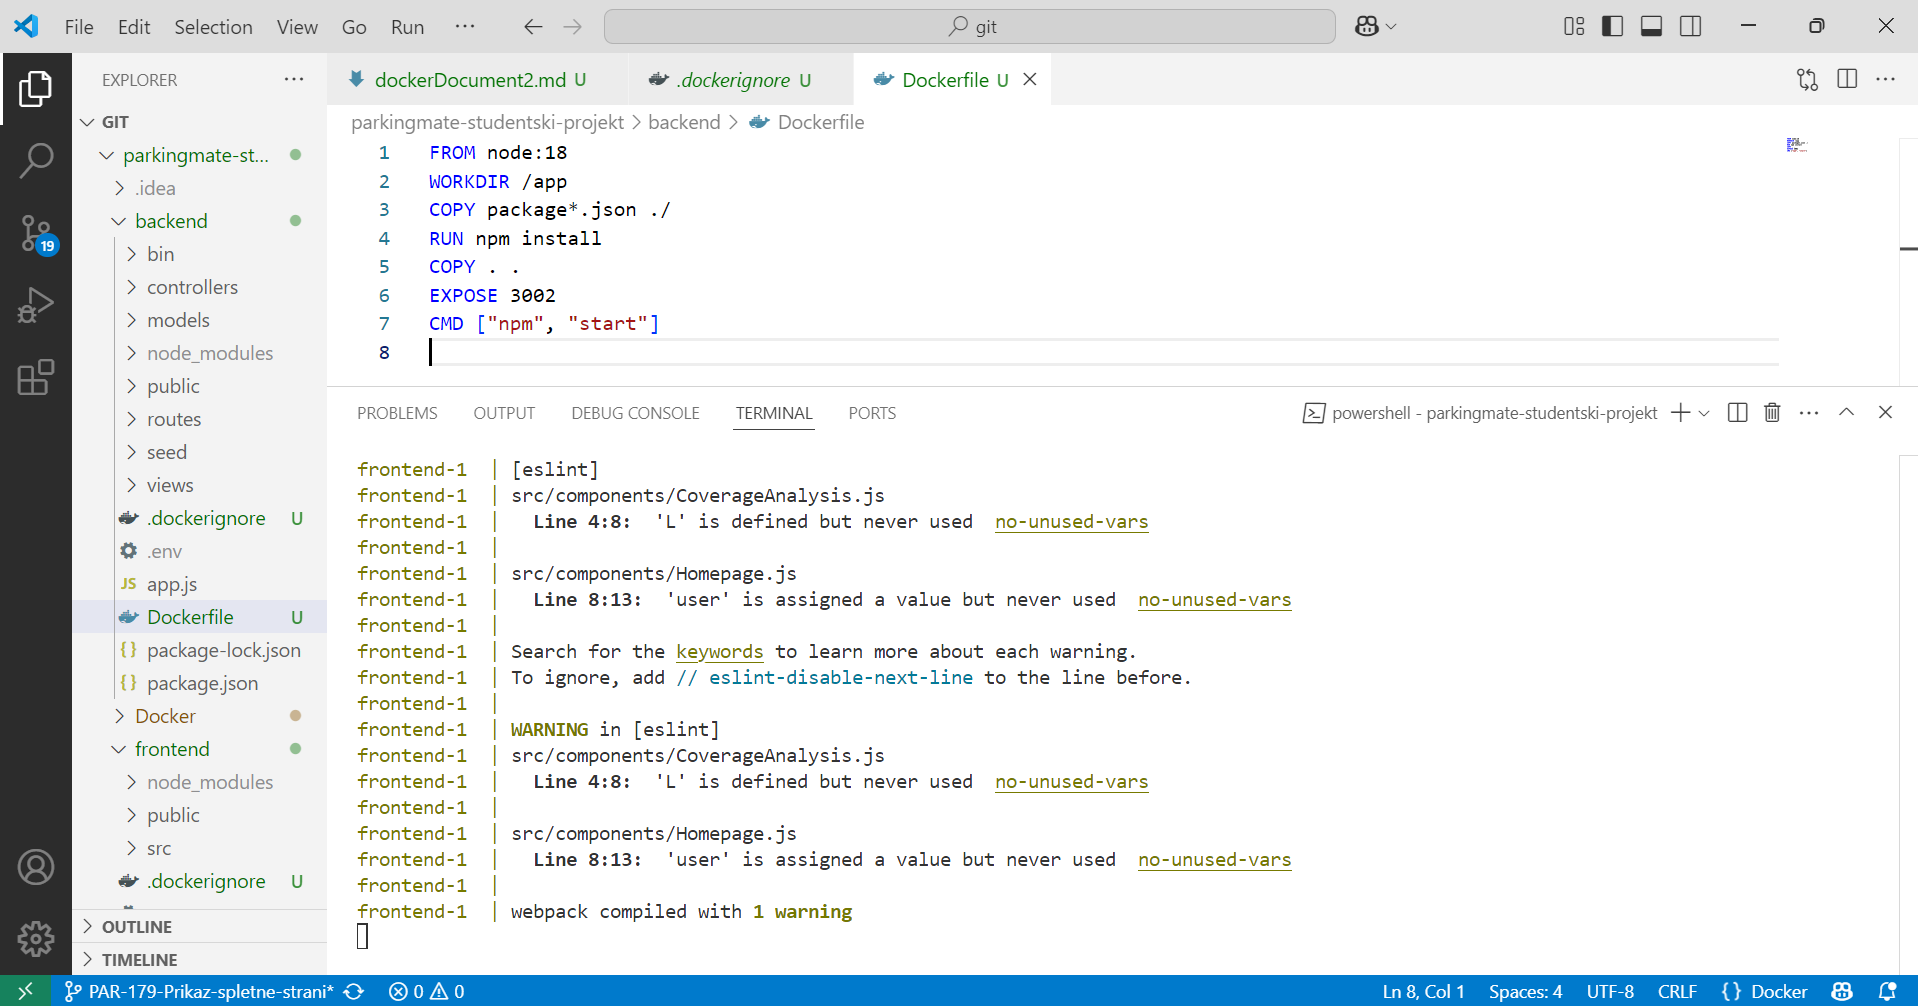 File Edit Selection View Go Run ··· git
EXPLORER ···
GIT
parkingmate-st...
.idea
backend
bin
controllers
models
node_modules
public
routes
seed
views
.dockerignore U
.env
JS app.js
Dockerfile U
{} package-lock.json
{} package.json
Docker
frontend
node_modules
public
src
.dockerignore U
OUTLINE
TIMELINE
19
dockerDocument2.md U .dockerignore U Dockerfile U
parkingmate-studentski-projekt > backend > Dockerfile
1 FROM node:18
2 WORKDIR /app
3 COPY package*.json ./
4 RUN npm install
5 COPY . .
6 EXPOSE 3002
7 CMD ["npm", "start"]
8
PROBLEMS OUTPUT DEBUG CONSOLE TERMINAL PORTS powershell - parkingmate-studentski-projekt
frontend-1 | [eslint]
frontend-1 | src/components/CoverageAnalysis.js
frontend-1 | Line 4:8: 'L' is defined but never used no-unused-vars
frontend-1 |
frontend-1 | src/components/Homepage.js
frontend-1 | Line 8:13: 'user' is assigned a value but never used no-unused-vars
frontend-1 |
frontend-1 | Search for the keywords to learn more about each warning.
frontend-1 | To ignore, add // eslint-disable-next-line to the line before.
frontend-1 |
frontend-1 | WARNING in [eslint]
frontend-1 | src/components/CoverageAnalysis.js
frontend-1 | Line 4:8: 'L' is defined but never used no-unused-vars
frontend-1 |
frontend-1 | src/components/Homepage.js
frontend-1 | Line 8:13: 'user' is assigned a value but never used no-unused-vars
frontend-1 |
frontend-1 | webpack compiled with 1 warning
PAR-179-Prikaz-spletne-strani* 0 0 Ln 8, Col 1 Spaces: 4 UTF-8 CRLF {} Docker